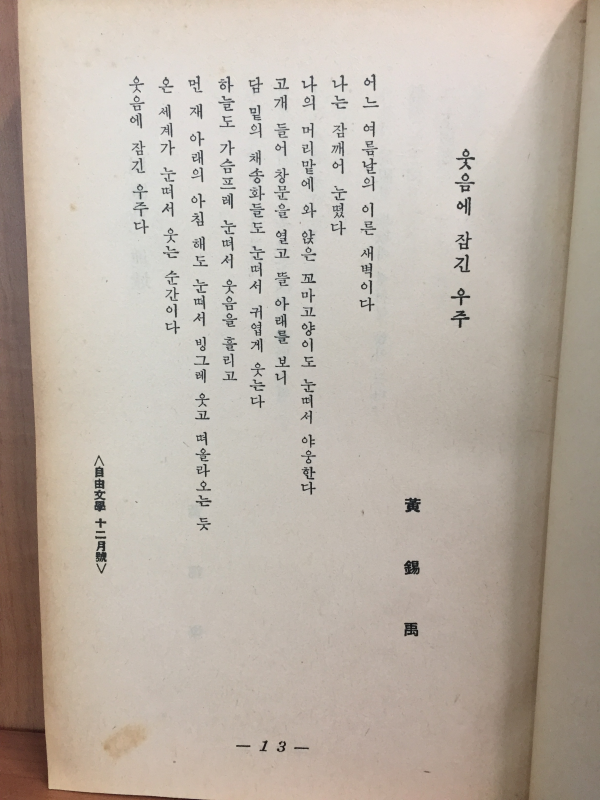 웃음에 잠긴 우주
黃錫禹
어느 여름날의 이른 새벽이다
나는 잠깨어 눈떴다
나의 머리맡에 와 앉은 꼬마고양이도 눈떠서 야웅한다
고개 들어 창문을 열고 뜰 아래를 보니
담 밑의 채송화들도 눈떠서 귀엽게 웃는다
하늘도 가슴프레 눈떠서 웃음을 흘리고
먼 재 아래의 아침 해도 눈떠서 빙그레 웃고 떠올라오는 듯
온 세계가 눈떠서 웃는 순간이다
웃음에 잠긴 우주다
<自由文學 十二月號>
— 13 —